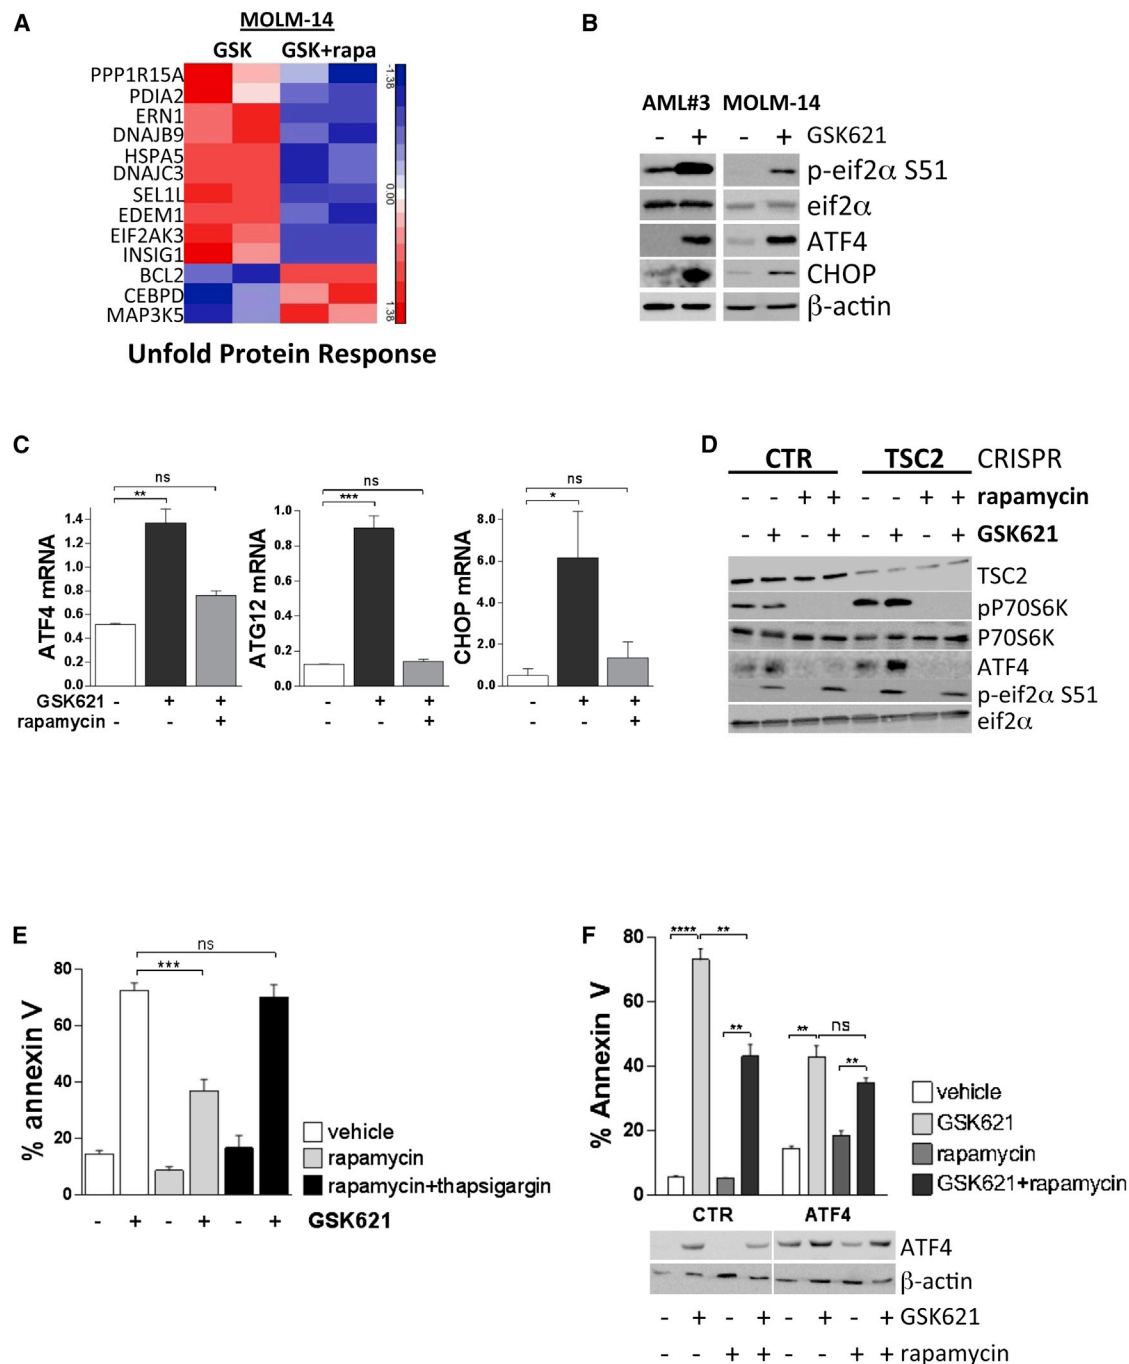 A
MOLM-14
GSK GSK+rapa
PPP1R15A
PDIA2
ERN1
DNAJB9
HSPA5
DNAJC3
SEL1L
EDEM1
EIF2AK3
INSIG1
BCL2
CEBPD
MAP3K5
-1.38
0.00
1.38
Unfold Protein Response
B
AML#3 MOLM-14
- + - + GSK621
p-eif2α S51
eif2α
ATF4
CHOP
β-actin
C
ns
**
ATF4 mRNA
1.4
1.2
1.0
0.8
0.6
0.4
0.2
0.0
ns
***
ATG12 mRNA
1.0
0.8
0.6
0.4
0.2
0.0
ns
*
CHOP mRNA
8.0
6.0
4.0
2.0
0.0
GSK621 - + + - + + - + +
rapamycin - - + - - + - - +
D
CTR TSC2 CRISPR
- - + + - - + + rapamycin
- + - + - + - + GSK621
TSC2
pP70S6K
P70S6K
ATF4
p-eif2α S51
eif2α
E
ns
***
% annexin V
80
60
40
20
0
- + - + - + GSK621
vehicle
rapamycin
rapamycin+thapsigargin
F
**** **
**
** ns
**
% Annexin V
80
60
40
20
0
vehicle
GSK621
rapamycin
GSK621+rapamycin
CTR ATF4
ATF4
β-actin
- + - + - + - + GSK621
- - + + - - + + rapamycin